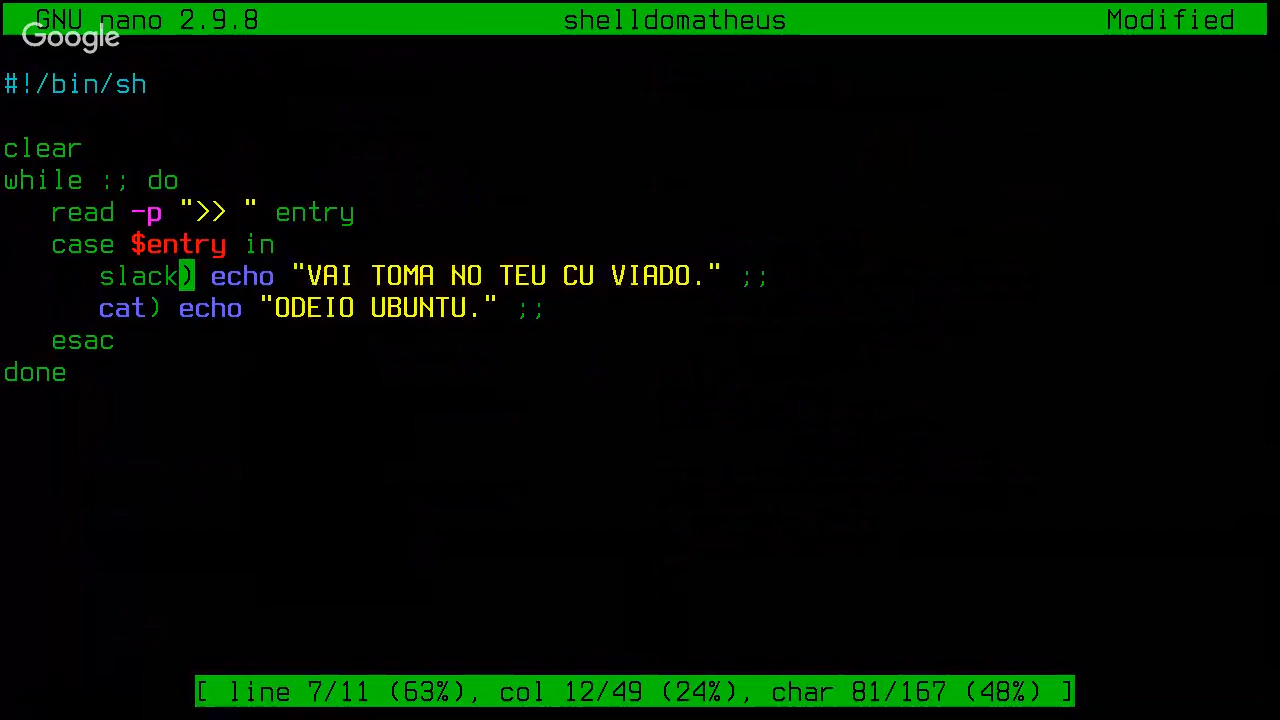 GNU nano 2.9.8 shelldomatheus Modified
Google
#!/bin/sh
clear
while :; do
read -p ">> " entry
case $entry in
slack) echo "VAI TOMA NO TEU CU VIADO." ;;
cat) echo "ODEIO UBUNTU." ;;
esac
done
[ line 7/11 (63%), col 12/49 (24%), char 81/167 (48%) ]